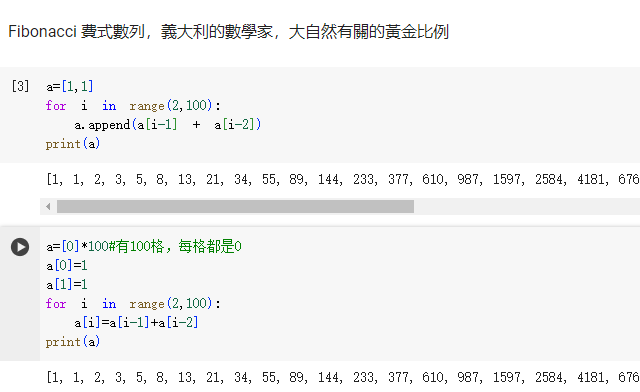 Fibonacci 費式數列，義大利的數學家，大自然有關的黃金比例
[3] a=[1,1]
for i in range(2,100):
    a.append(a[i-1] + a[i-2])
print(a)
[1, 1, 2, 3, 5, 8, 13, 21, 34, 55, 89, 144, 233, 377, 610, 987, 1597, 2584, 4181, 676
a=[0]*100#有100格，每格都是0
a[0]=1
a[1]=1
for i in range(2,100):
    a[i]=a[i-1]+a[i-2]
print(a)
[1, 1, 2, 3, 5, 8, 13, 21, 34, 55, 89, 144, 233, 377, 610, 987, 1597, 2584, 4181, 676